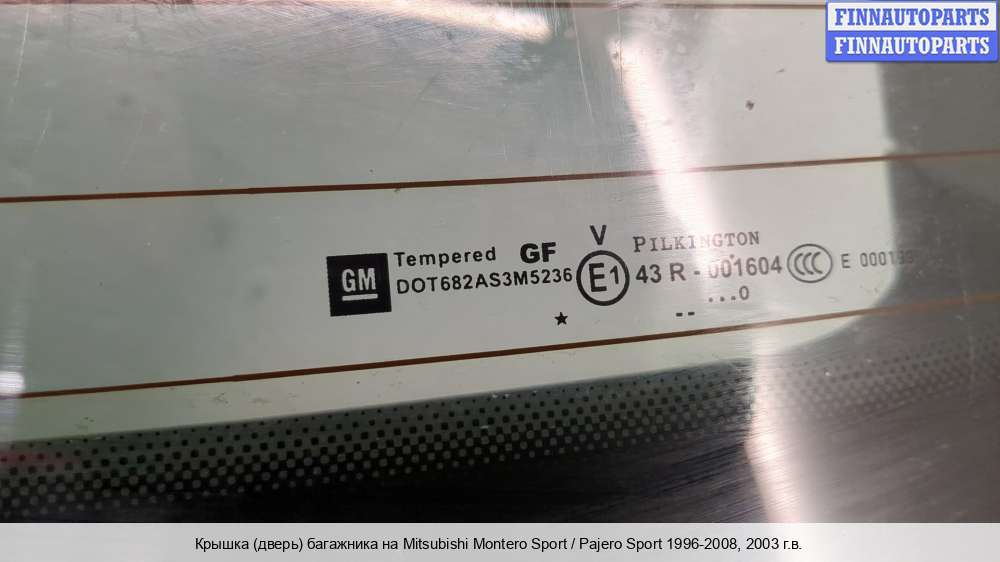 FINNAUTOPARTS
FINNAUTOPARTS
GM
Tempered GF
DOT682AS3M5236
V
E1
PILKINGTON
43 R - 001604
...0
--
CCC
E
Крышка (дверь) багажника на Mitsubishi Montero Sport / Pajero Sport 1996-2008, 2003 г.в.